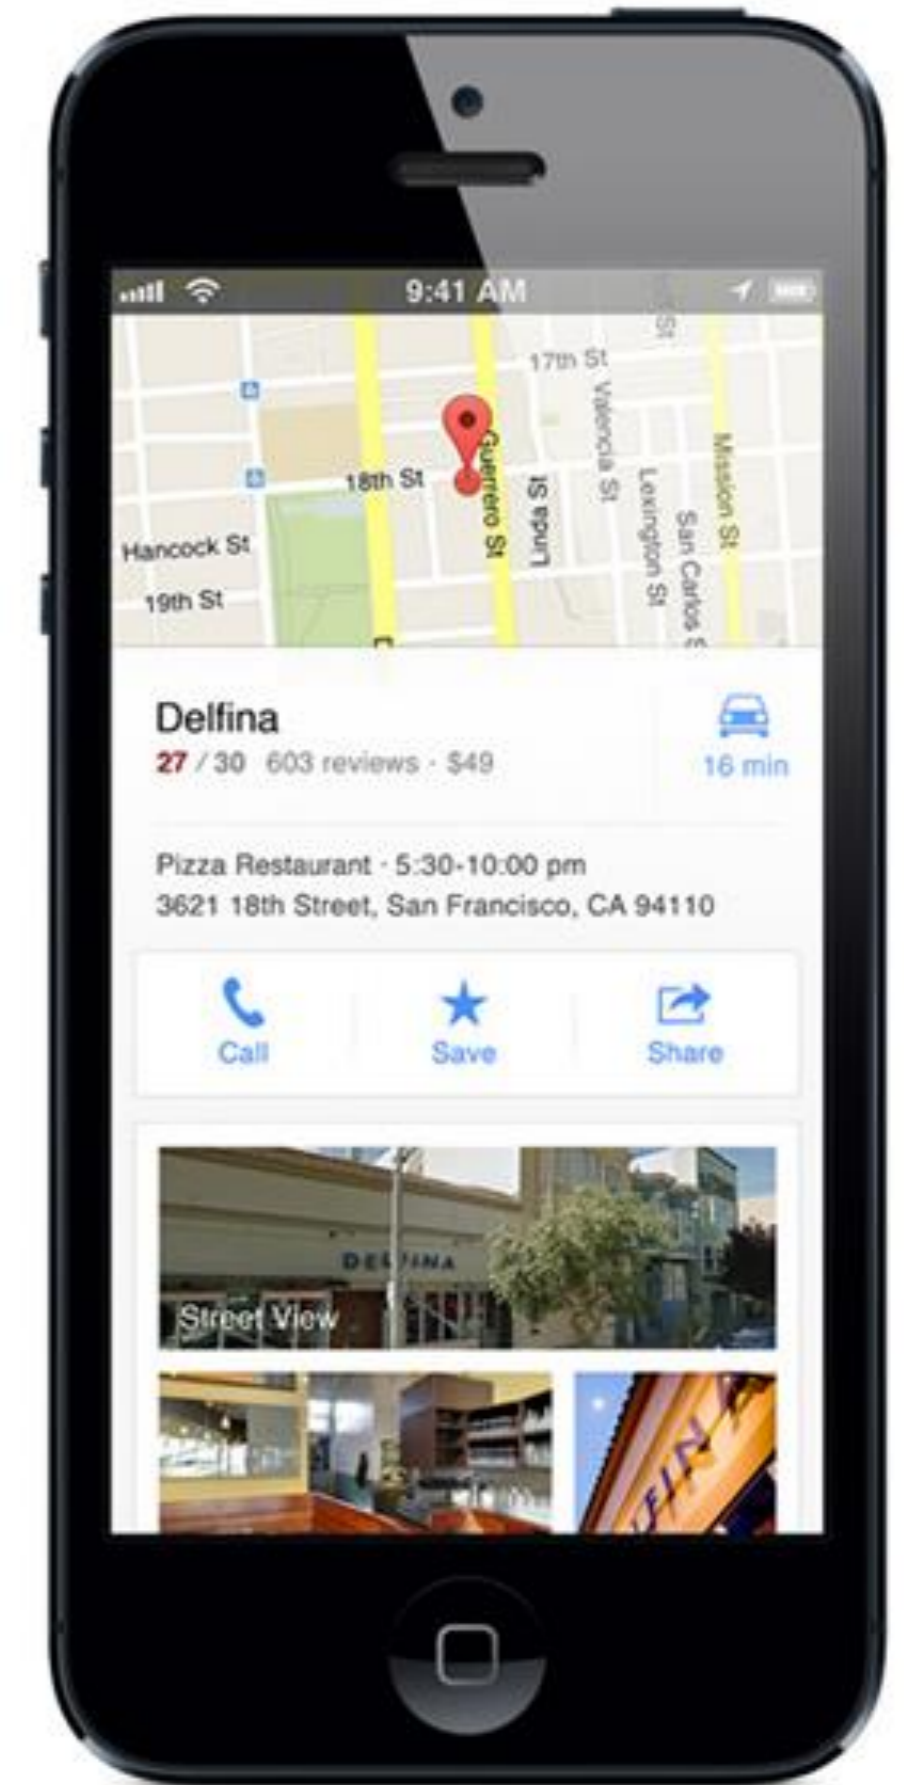 9:41 AM
St
17th St
Valencia St
Guerrero St
18th St
Linda St
Mission St
Lexington St
San Carlos S
Hancock St
19th St
Delfina
27 / 30 603 reviews · $49
16 min
Pizza Restaurant · 5:30-10:00 pm
3621 18th Street, San Francisco, CA 94110
Call
Save
Share
DELFINA
Street View
FINA